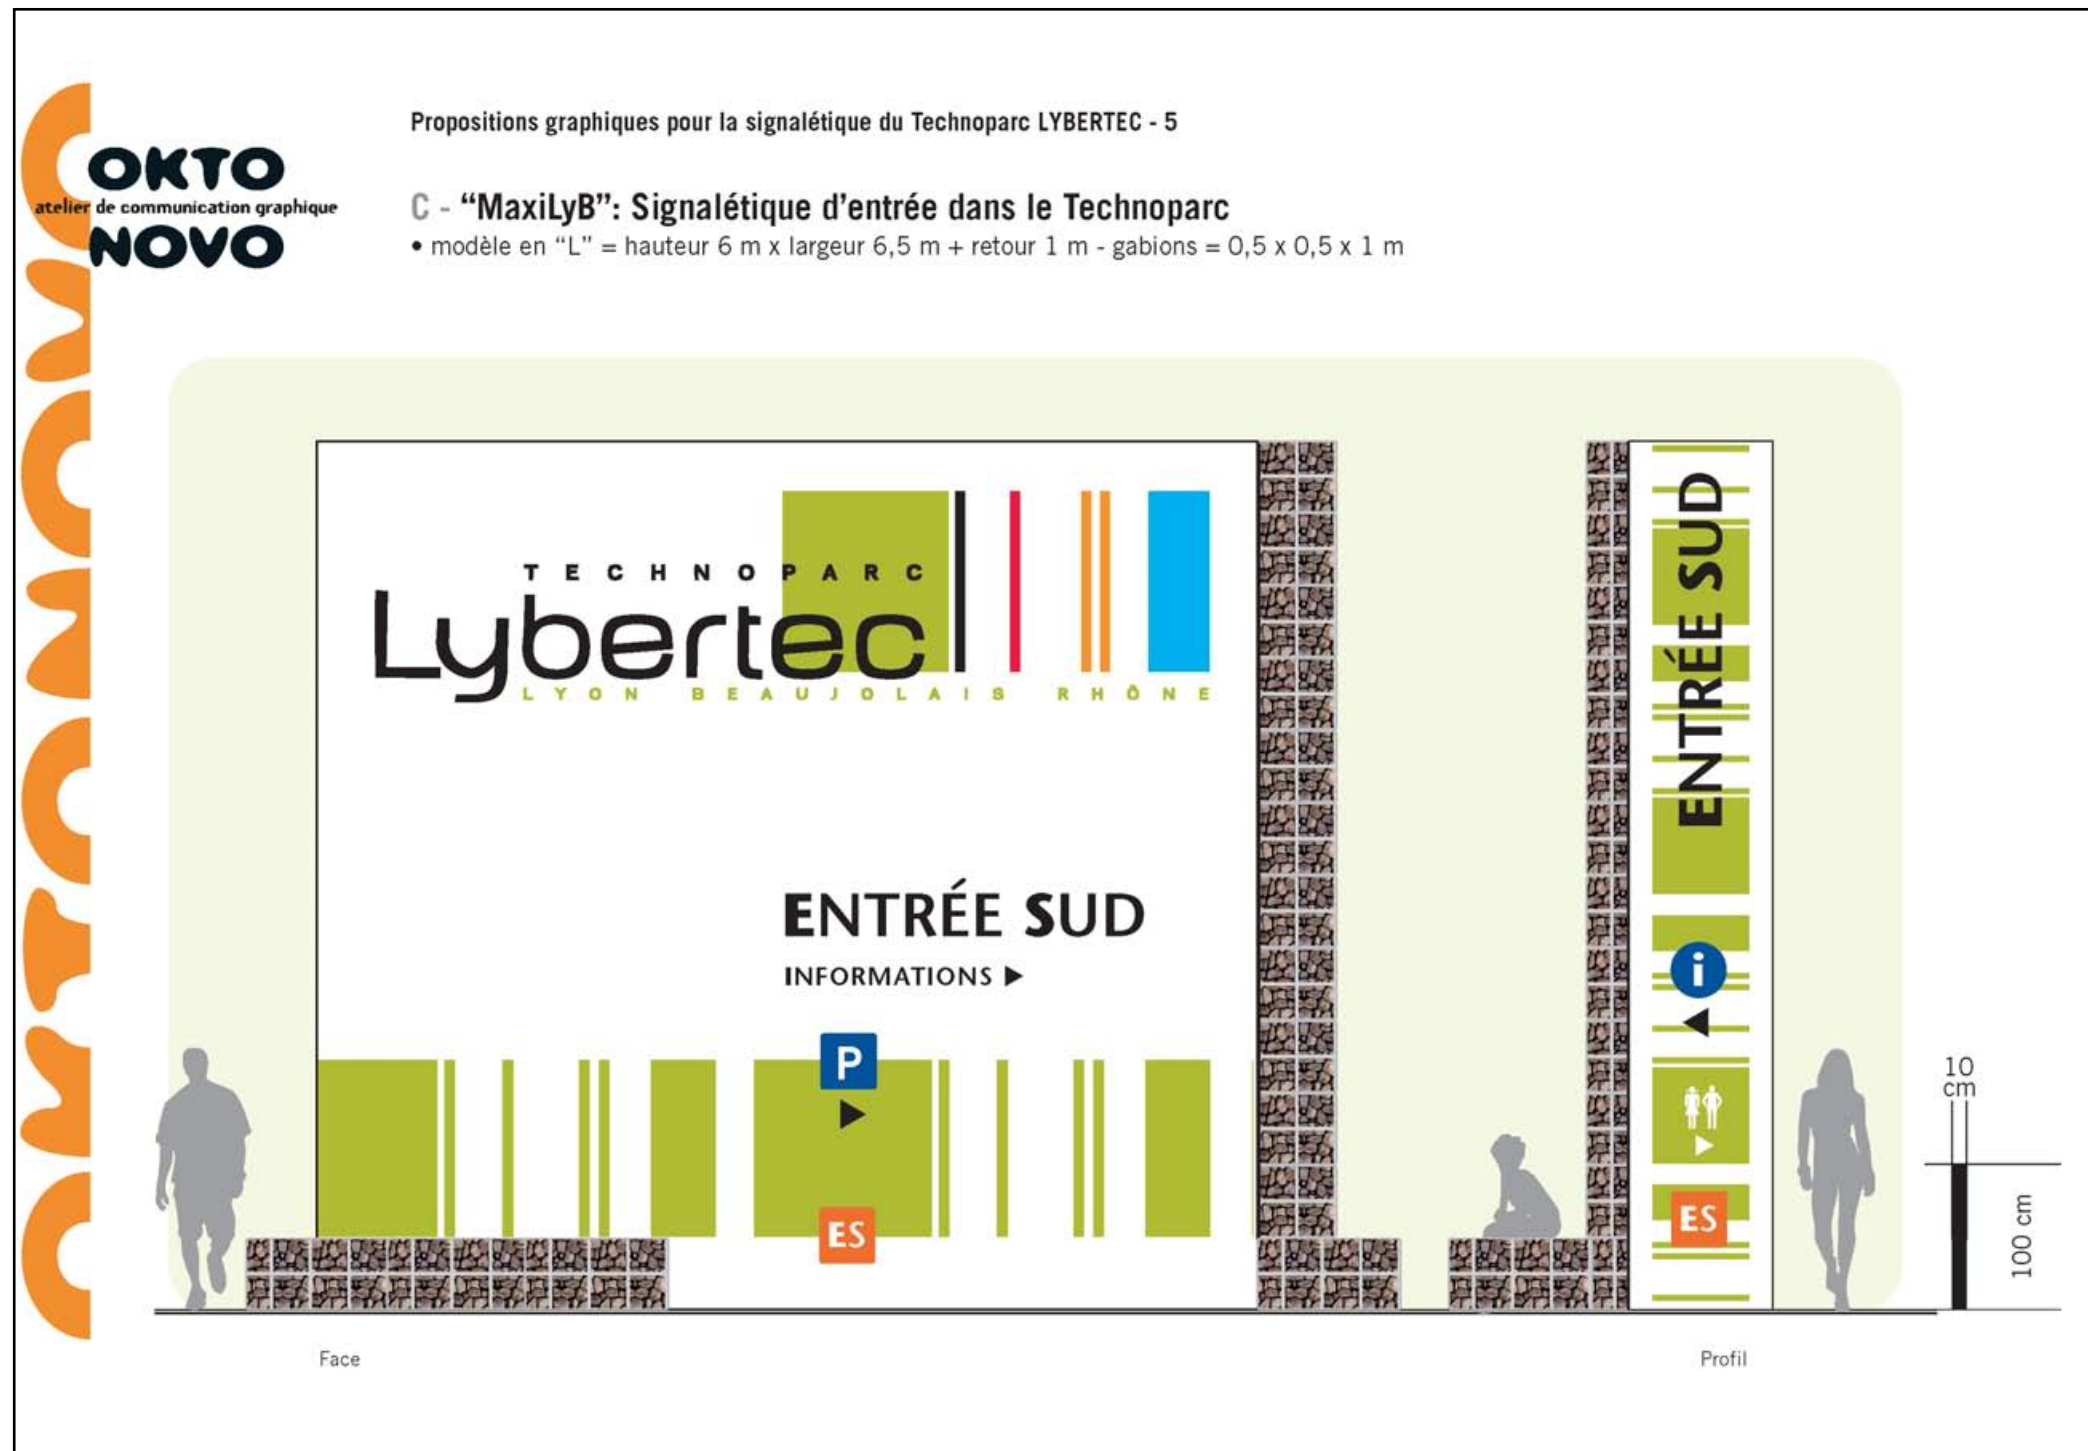 OKTO
atelier de communication graphique
NOVO
OKTONOVO
Propositions graphiques pour la signalétique du Technoparc LYBERTEC - 5
C - “MaxiLyB”: Signalétique d'entrée dans le Technoparc
• modèle en “L” = hauteur 6 m x largeur 6,5 m + retour 1 m - gabions = 0,5 x 0,5 x 1 m
TECHNOPARC
Lybertec
LYON BEAUJOLAIS RHÔNE
ENTRÉE SUD
INFORMATIONS ►
P
ES
ENTRÉE SUD
i
ES
10
cm
100 cm
Face
Profil